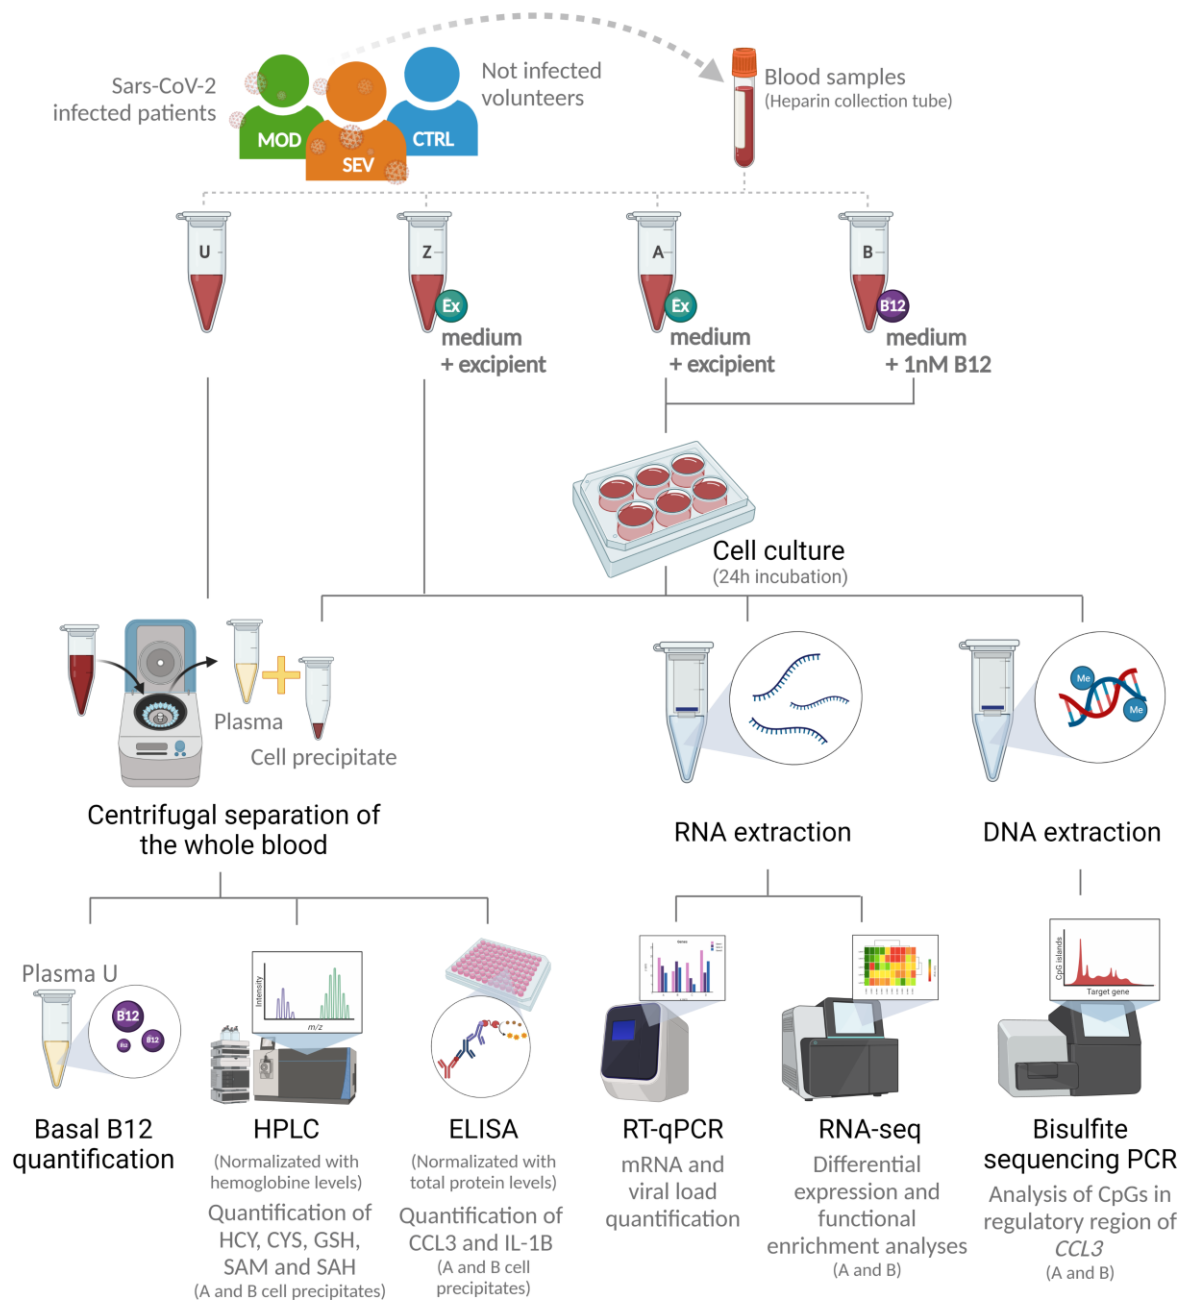 Sars-CoV-2
infected patients
Not infected
volunteers
Blood samples
(Heparin collection tube)
MOD
SEV
CTRL
U
Z
A
B
Ex
Ex
B12
medium
+ excipient
medium
+ excipient
medium
+ 1nM B12
Cell culture
(24h incubation)
Plasma
Cell precipitate
Me
Me
Centrifugal separation of
the whole blood
RNA extraction
DNA extraction
Plasma U
B12
B12
Intensity
m/z
CpG islands
Target gene
Basal B12
quantification
HPLC
(Normalizated with
hemoglobine levels)
Quantification of
HCY, CYS, GSH,
SAM and SAH
(A and B cell precipitates)
ELISA
(Normalizated with
total protein levels)
Quantification of
CCL3 and IL-1B
(A and B cell
precipitates)
RT-qPCR
mRNA and
viral load
quantification
RNA-seq
Differential
expression and
functional
enrichment analyses
(A and B)
Bisulfite
sequencing PCR
Analysis of CpGs in
regulatory region of
CCL3
(A and B)